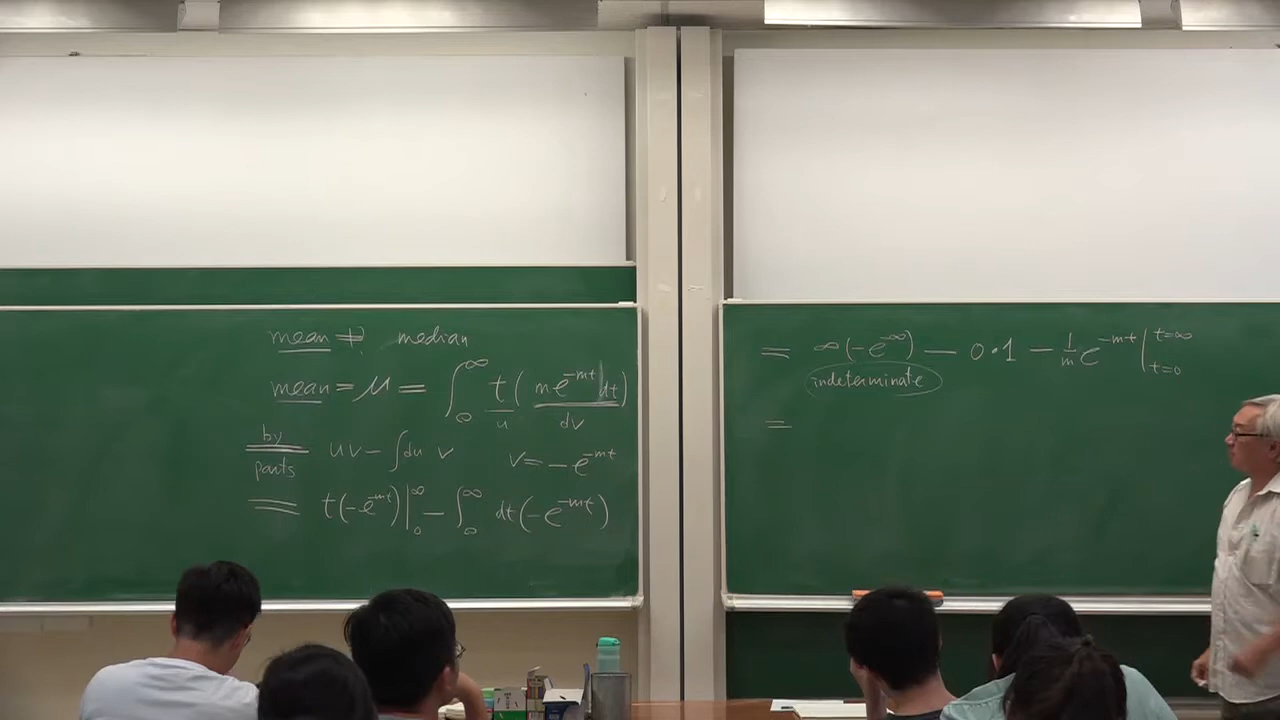 mean ≠? median
mean = μ = ∫₀^∞ t (me^{-mt} dt)
u dv
by parts uv - ∫du v v = -e^{-mt}
= t(-e^{-mt})|₀^∞ - ∫₀^∞ dt(-e^{-mt})
= ∞(-e^{-∞}) - 0·1 - 1/m e^{-mt} |_{t=0}^{t=∞}
indeterminate
=